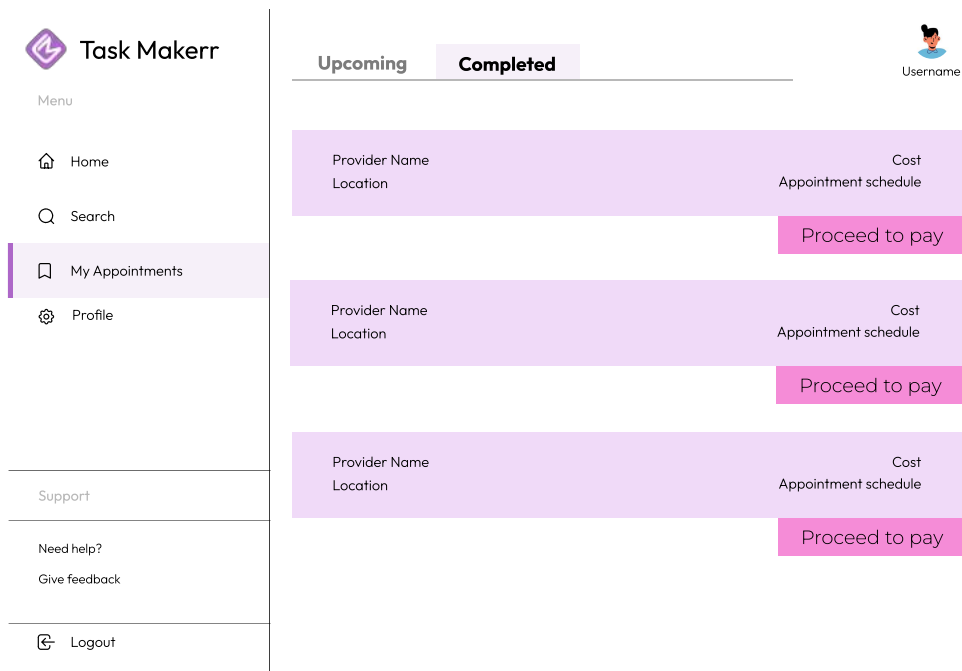 Task Makerr
Menu
Home
Search
My Appointments
Profile
Support
Need help?
Give feedback
Logout
Upcoming
Completed
Username
Provider Name
Cost
Location
Appointment schedule
Proceed to pay
Provider Name
Cost
Location
Appointment schedule
Proceed to pay
Provider Name
Cost
Location
Appointment schedule
Proceed to pay